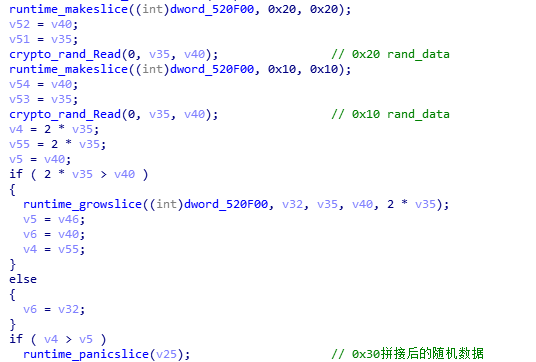 runtime_makeslice((int)dword_520F00, 0x20, 0x20);
v52 = v40;
v51 = v35;
crypto_rand_Read(0, v35, v40); // 0x20 rand_data
runtime_makeslice((int)dword_520F00, 0x10, 0x10);
v54 = v40;
v53 = v35;
crypto_rand_Read(0, v35, v40); // 0x10 rand_data
v4 = 2 * v35;
v55 = 2 * v35;
v5 = v40;
if ( 2 * v35 > v40 )
{
runtime_growslice((int)dword_520F00, v32, v35, v40, 2 * v35);
v5 = v46;
v6 = v40;
v4 = v55;
}
else
{
v6 = v32;
}
if ( v4 > v5 )
runtime_panicslice(v25); // 0x30拼接后的随机数据